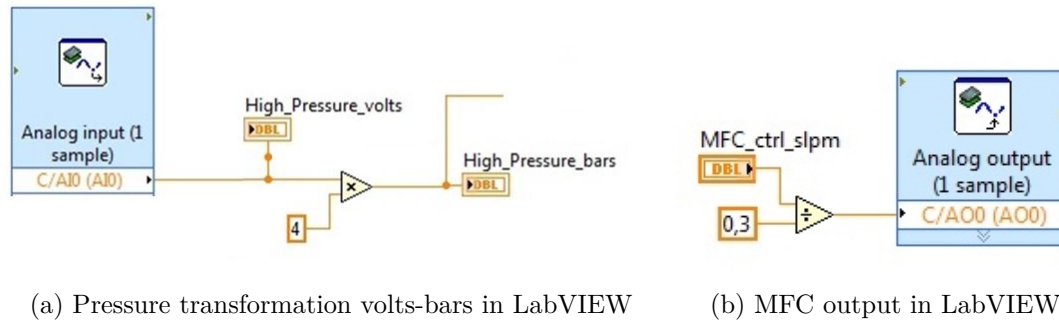 High_Pressure_volts
DBL
Analog input (1
sample)
C/AI0 (AI0)
×
High_Pressure_bars
DBL
4
MFC_ctrl_slpm
DBL
0,3
÷
Analog output
(1 sample)
C/AO0 (AO0)
(a) Pressure transformation volts-bars in LabVIEW
(b) MFC output in LabVIEW